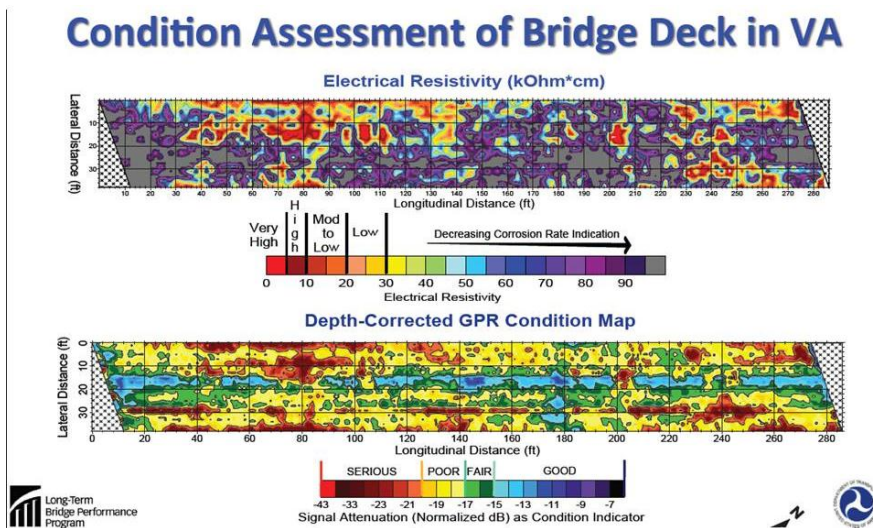 Condition Assessment of Bridge Deck in VA
Electrical Resistivity (kOhm*cm)
Lateral Distance (ft)
10
20
30
10 20 30 40 50 60 70 80 90 100 110 120 130 140 150 160 170 180 190 200 210 220 230 240 250 260 270 280
Longitudinal Distance (ft)
Very High
High
Mod to Low
Low
Decreasing Corrosion Rate Indication
0 10 20 30 40 50 60 70 80 90
Electrical Resistivity
Depth-Corrected GPR Condition Map
Lateral Distance (ft)
0
10
20
30
0 20 40 60 80 100 120 140 160 180 200 220 240 260 280
Longitudinal Distance (ft)
SERIOUS POOR FAIR GOOD
-43 -33 -23 -21 -19 -17 -15 -13 -11 -9 -7
Signal Attenuation (Normalized dB) as Condition Indicator
Long-Term
Bridge Performance
Program
N